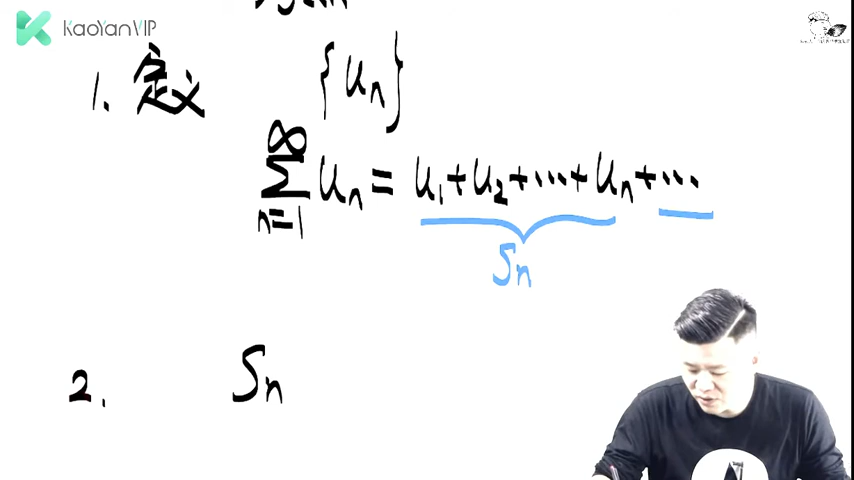 KaoYanVIP
1. 定义 {uₙ}
∑_{n=1}^{∞} uₙ = u₁+u₂+⋯+uₙ+⋯
Sₙ
2. Sₙ